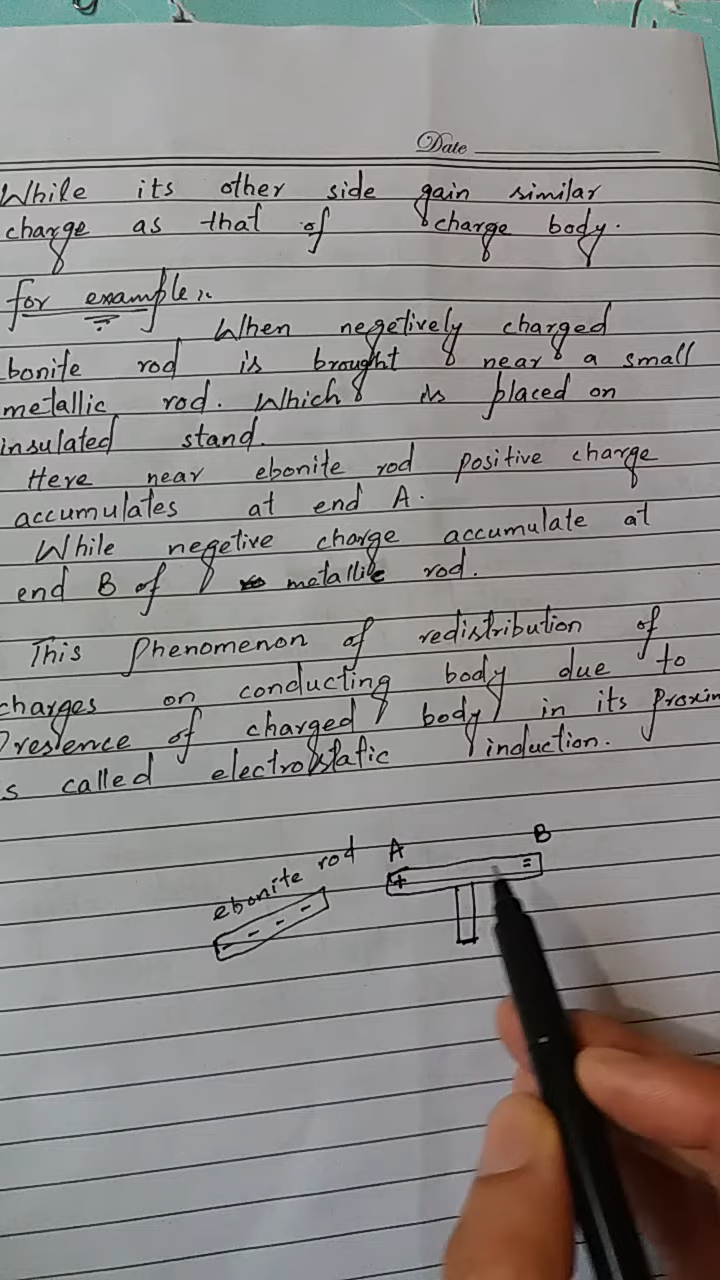 Date
While its other side gain similar
charge as that of charge body.
for example:.
When negetively charged
bonite rod is brought near a small
metallic rod. Which is placed on
insulated stand.
Here near ebonite rod positive charge
accumulates at end A.
While negetive charge accumulate at
end B of metallic rod.
This Phenomenon of redistribution of
charges on conducting body due to
Presence of charged body in its proxim
s called electrostatic induction.
ebonite rod
A
B
+
=
- - - -